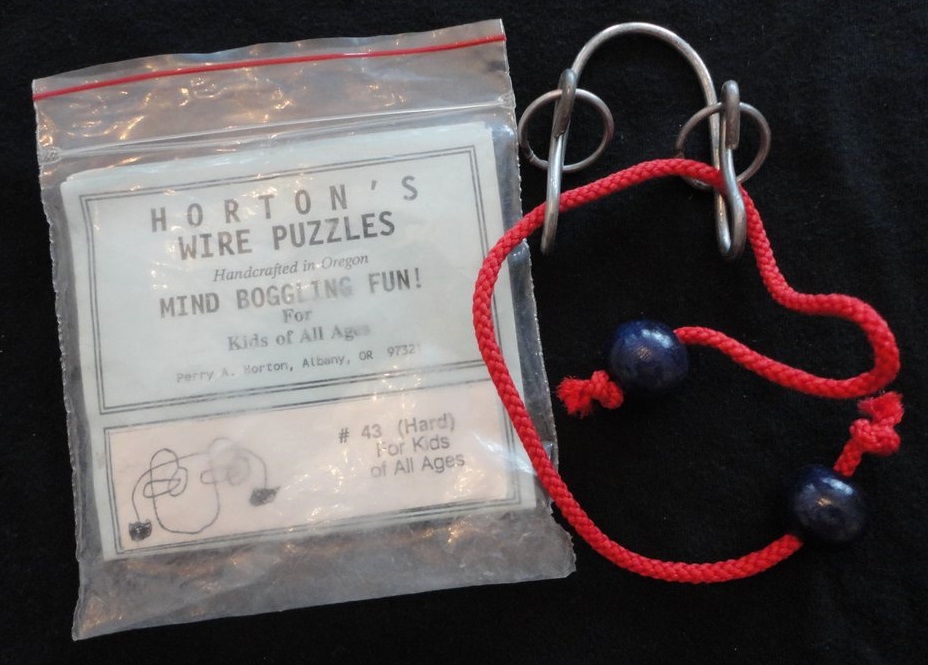 HORTON'S
WIRE PUZZLES
Handcrafted in Oregon
MIND BOGGLING FUN!
For
Kids of All Ages
Perry A. Horton, Albany, OR 97321
# 43 (Hard)
For Kids
of All Ages